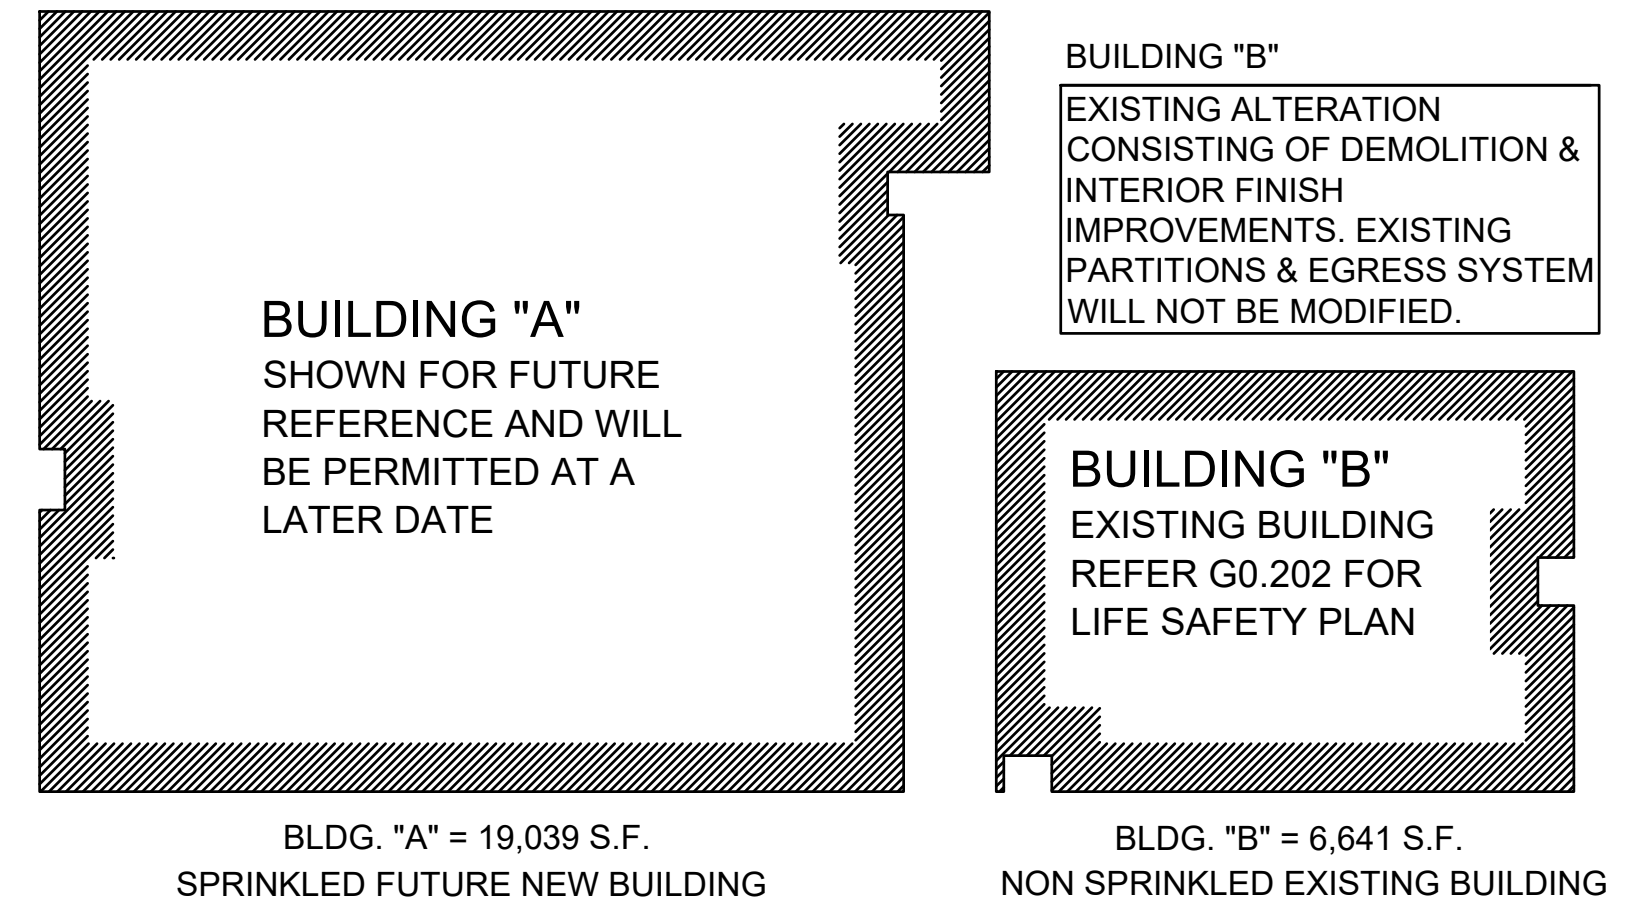 BUILDING "A"
SHOWN FOR FUTURE
REFERENCE AND WILL
BE PERMITTED AT A
LATER DATE
BLDG. "A" = 19,039 S.F.
SPRINKLED FUTURE NEW BUILDING
BUILDING "B"
EXISTING ALTERATION
CONSISTING OF DEMOLITION &
INTERIOR FINISH
IMPROVEMENTS. EXISTING
PARTITIONS & EGRESS SYSTEM
WILL NOT BE MODIFIED.
BUILDING "B"
EXISTING BUILDING
REFER G0.202 FOR
LIFE SAFETY PLAN
BLDG. "B" = 6,641 S.F.
NON SPRINKLED EXISTING BUILDING